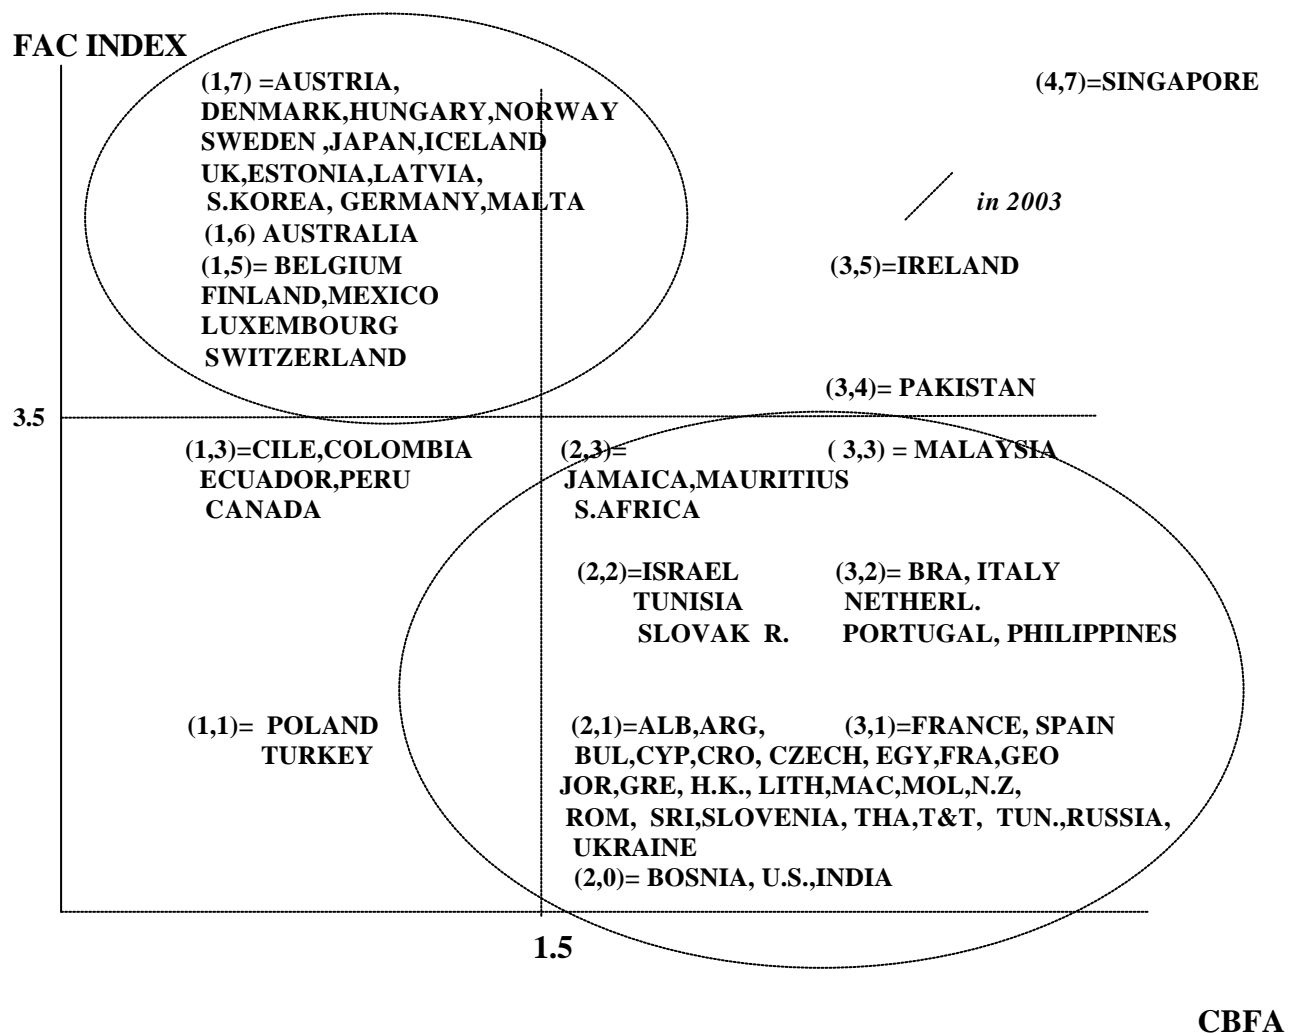 FAC INDEX
(1,7) =AUSTRIA,
DENMARK,HUNGARY,NORWAY
SWEDEN ,JAPAN,ICELAND
UK,ESTONIA,LATVIA,
S.KOREA, GERMANY,MALTA
(1,6) AUSTRALIA
(1,5)= BELGIUM
FINLAND,MEXICO
LUXEMBOURG
SWITZERLAND
(4,7)=SINGAPORE
in 2003
(3,5)=IRELAND
(3,4)= PAKISTAN
3.5
(1,3)=CILE,COLOMBIA
ECUADOR,PERU
CANADA
(2,3)=
JAMAICA,MAURITIUS
S.AFRICA
( 3,3) = MALAYSIA
(2,2)=ISRAEL
TUNISIA
SLOVAK R.
(3,2)= BRA, ITALY
NETHERL.
PORTUGAL, PHILIPPINES
(1,1)= POLAND
TURKEY
(2,1)=ALB,ARG, (3,1)=FRANCE, SPAIN
BUL,CYP,CRO, CZECH, EGY,FRA,GEO
JOR,GRE, H.K., LITH,MAC,MOL,N.Z,
ROM, SRI,SLOVENIA, THA,T&T, TUN.,RUSSIA,
UKRAINE
(2,0)= BOSNIA, U.S.,INDIA
1.5
CBFA